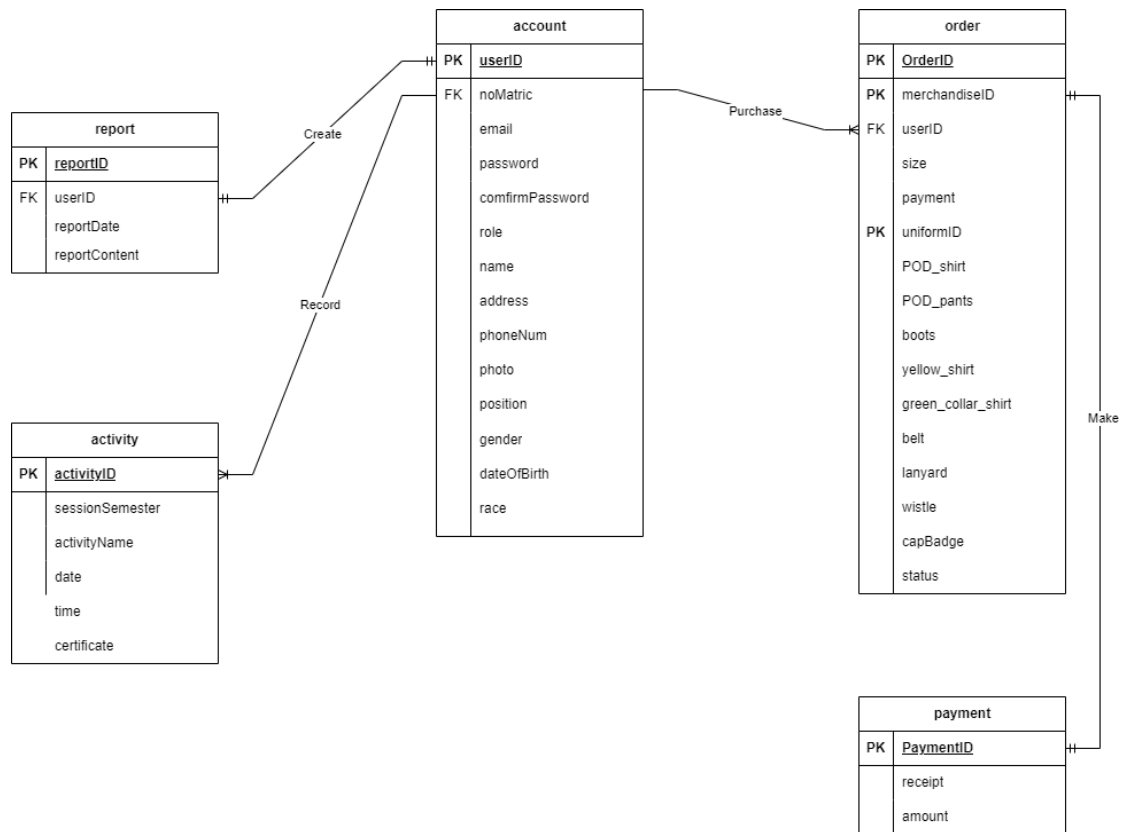 account
PK userID
FK noMatric
email
password
comfirmPassword
role
name
address
phoneNum
photo
position
gender
dateOfBirth
race
order
PK OrderID
PK merchandiseID
FK userID
size
payment
PK uniformID
POD_shirt
POD_pants
boots
yellow_shirt
green_collar_shirt
belt
lanyard
wistle
capBadge
status
report
PK reportID
FK userID
reportDate
reportContent
Create
Purchase
Record
Make
activity
PK activityID
sessionSemester
activityName
date
time
certificate
payment
PK PaymentID
receipt
amount